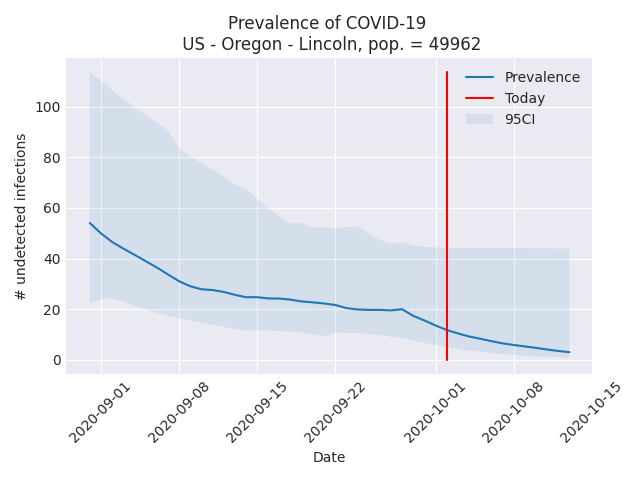 Prevalence of COVID-19
US - Oregon - Lincoln, pop. = 49962
Prevalence
Today
95CI
# undetected infections
100
80
60
40
20
0
2020-09-01
2020-09-08
2020-09-15
2020-09-22
2020-10-01
2020-10-08
2020-10-15
Date